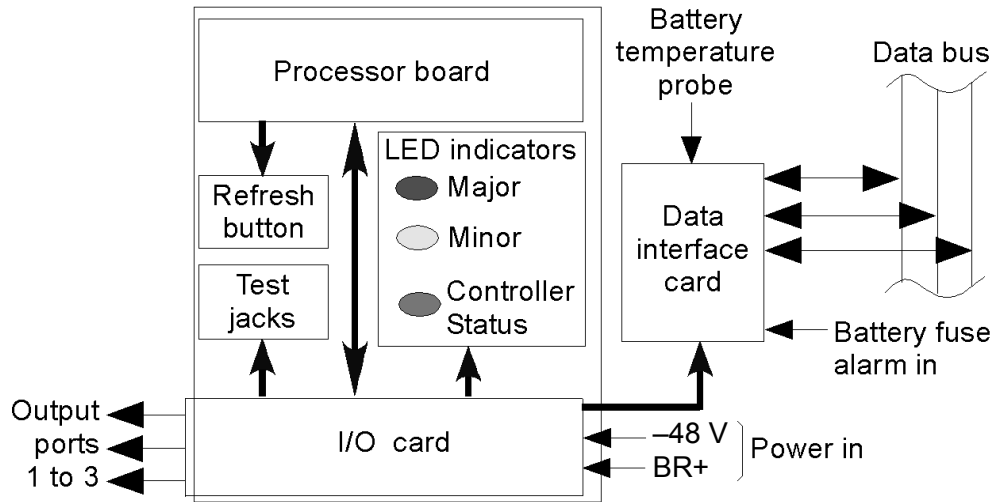 Processor board
Refresh
button
Test
jacks
LED indicators
Major
Minor
Controller
Status
I/O card
Output
ports
1 to 3
Battery
temperature
probe
Data bus
Data
interface
card
Battery fuse
alarm in
–48 V
BR+
Power in